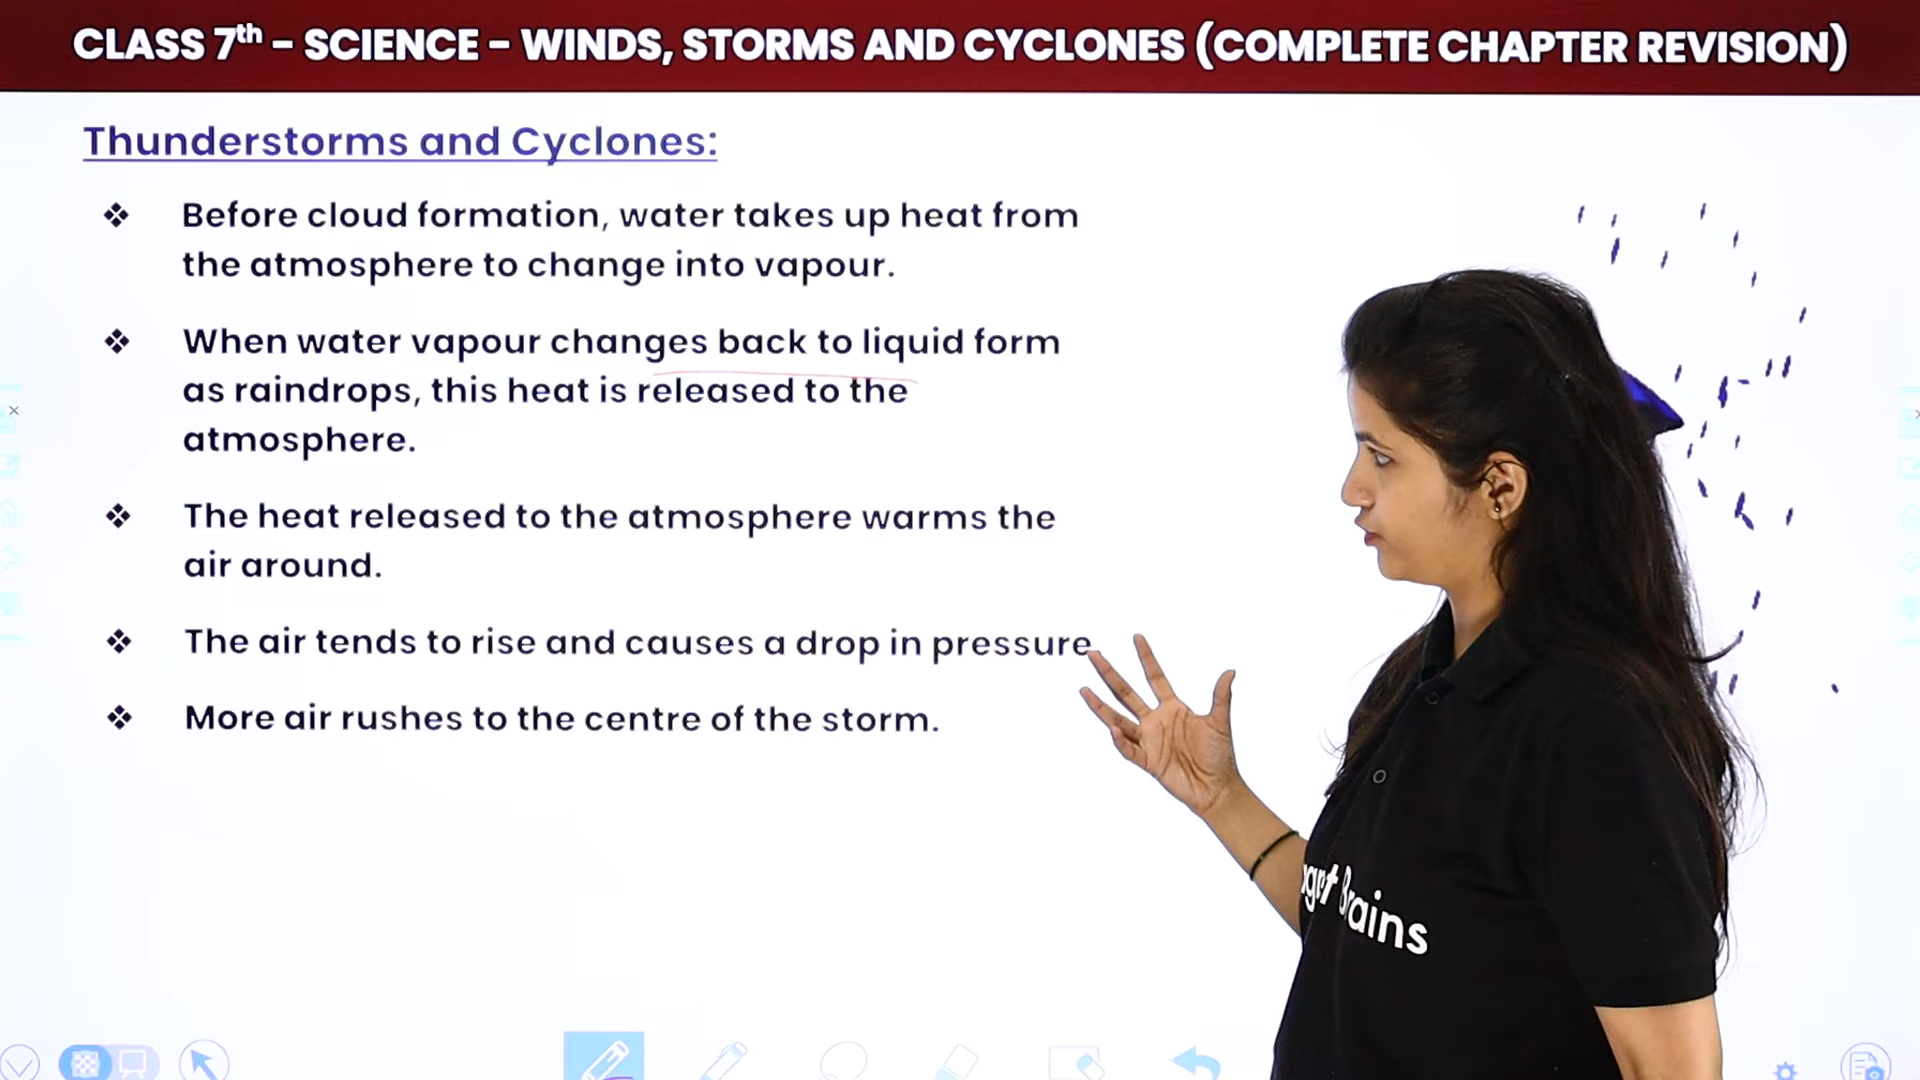 CLASS 7th – SCIENCE – WINDS, STORMS AND CYCLONES (COMPLETE CHAPTER REVISION)
Thunderstorms and Cyclones:
❖ Before cloud formation, water takes up heat from
the atmosphere to change into vapour.
❖ When water vapour changes back to liquid form
as raindrops, this heat is released to the
atmosphere.
❖ The heat released to the atmosphere warms the
air around.
❖ The air tends to rise and causes a drop in pressure
❖ More air rushes to the centre of the storm.
Brains